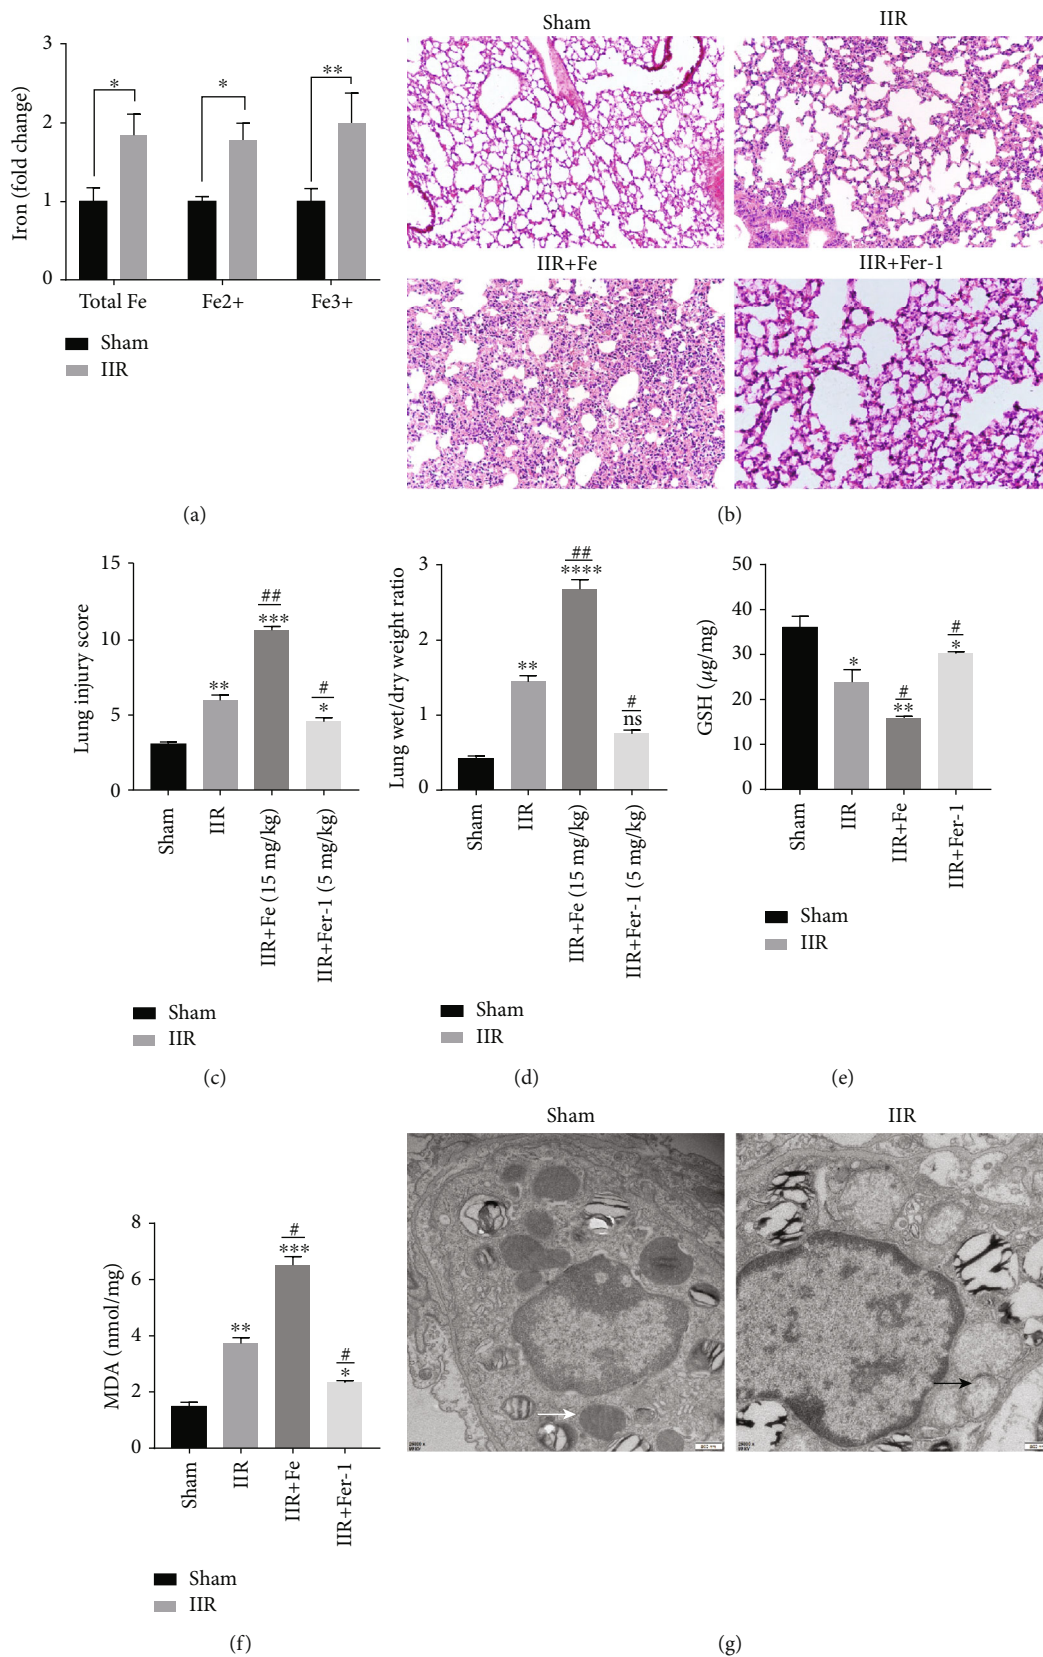 3
2
1
0
Iron (fold change)
*
*
**
Total Fe
Fe2+
Fe3+
Sham
IIR
(a)
Sham
IIR
IIR+Fe
IIR+Fer-1
(b)
15
10
5
0
Lung injury score
**
##
***
#
*
Sham
IIR
IIR+Fe (15 mg/kg)
IIR+Fer-1 (5 mg/kg)
Sham
IIR
(c)
3
2
1
0
Lung wet/dry weight ratio
**
##
****
#
ns
Sham
IIR
IIR+Fe (15 mg/kg)
IIR+Fer-1 (5 mg/kg)
Sham
IIR
(d)
50
40
30
20
10
0
GSH (μg/mg)
*
#
**
#
*
Sham
IIR
IIR+Fe
IIR+Fer-1
Sham
IIR
(e)
8
6
4
2
0
MDA (nmol/mg)
**
#
***
#
*
Sham
IIR
IIR+Fe
IIR+Fer-1
Sham
IIR
(f)
Sham
IIR
(g)